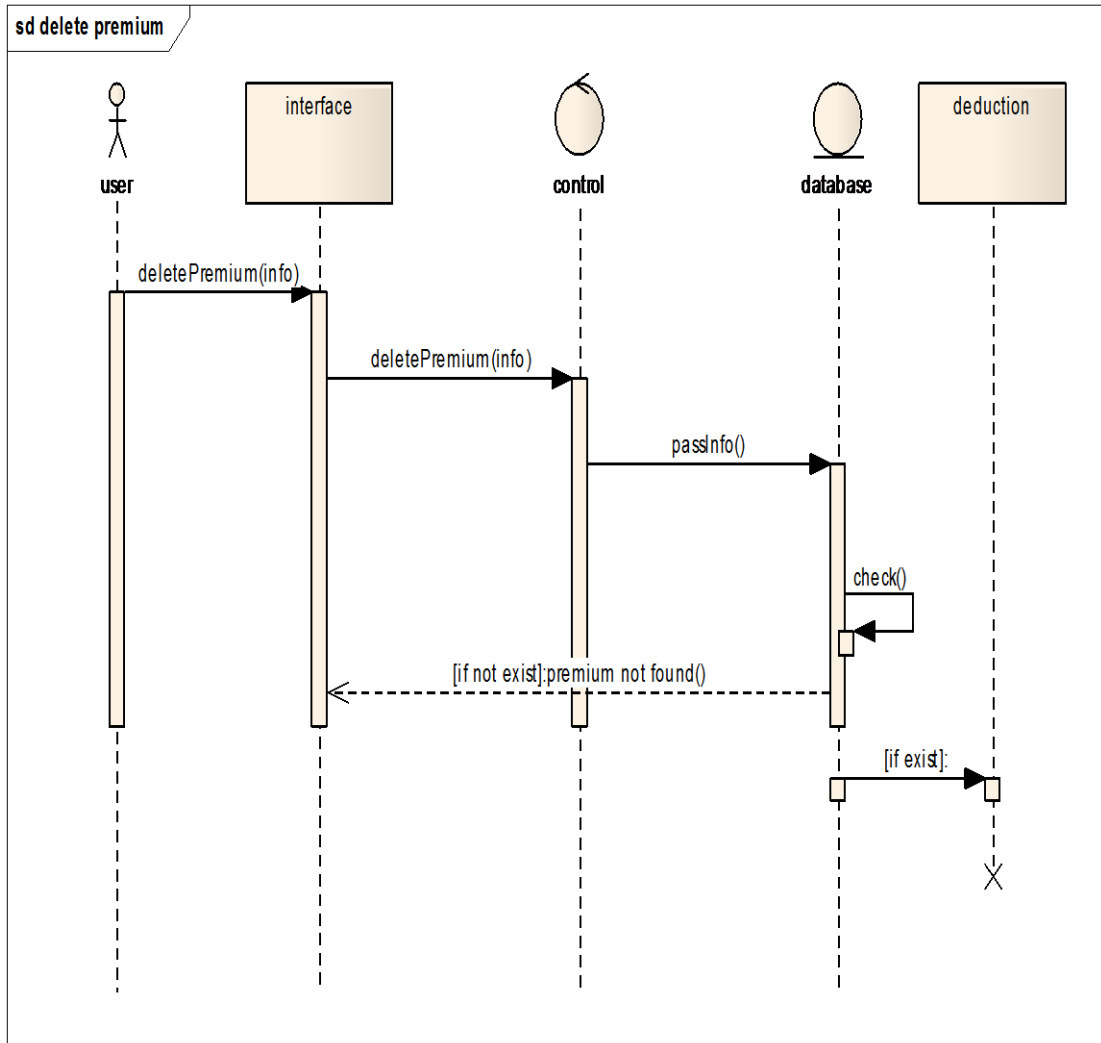 sd delete premium
interface
deduction
user
control
database
deletePremium(info)
deletePremium(info)
passInfo()
check()
[if not exist]:premium not found()
[if exist]: